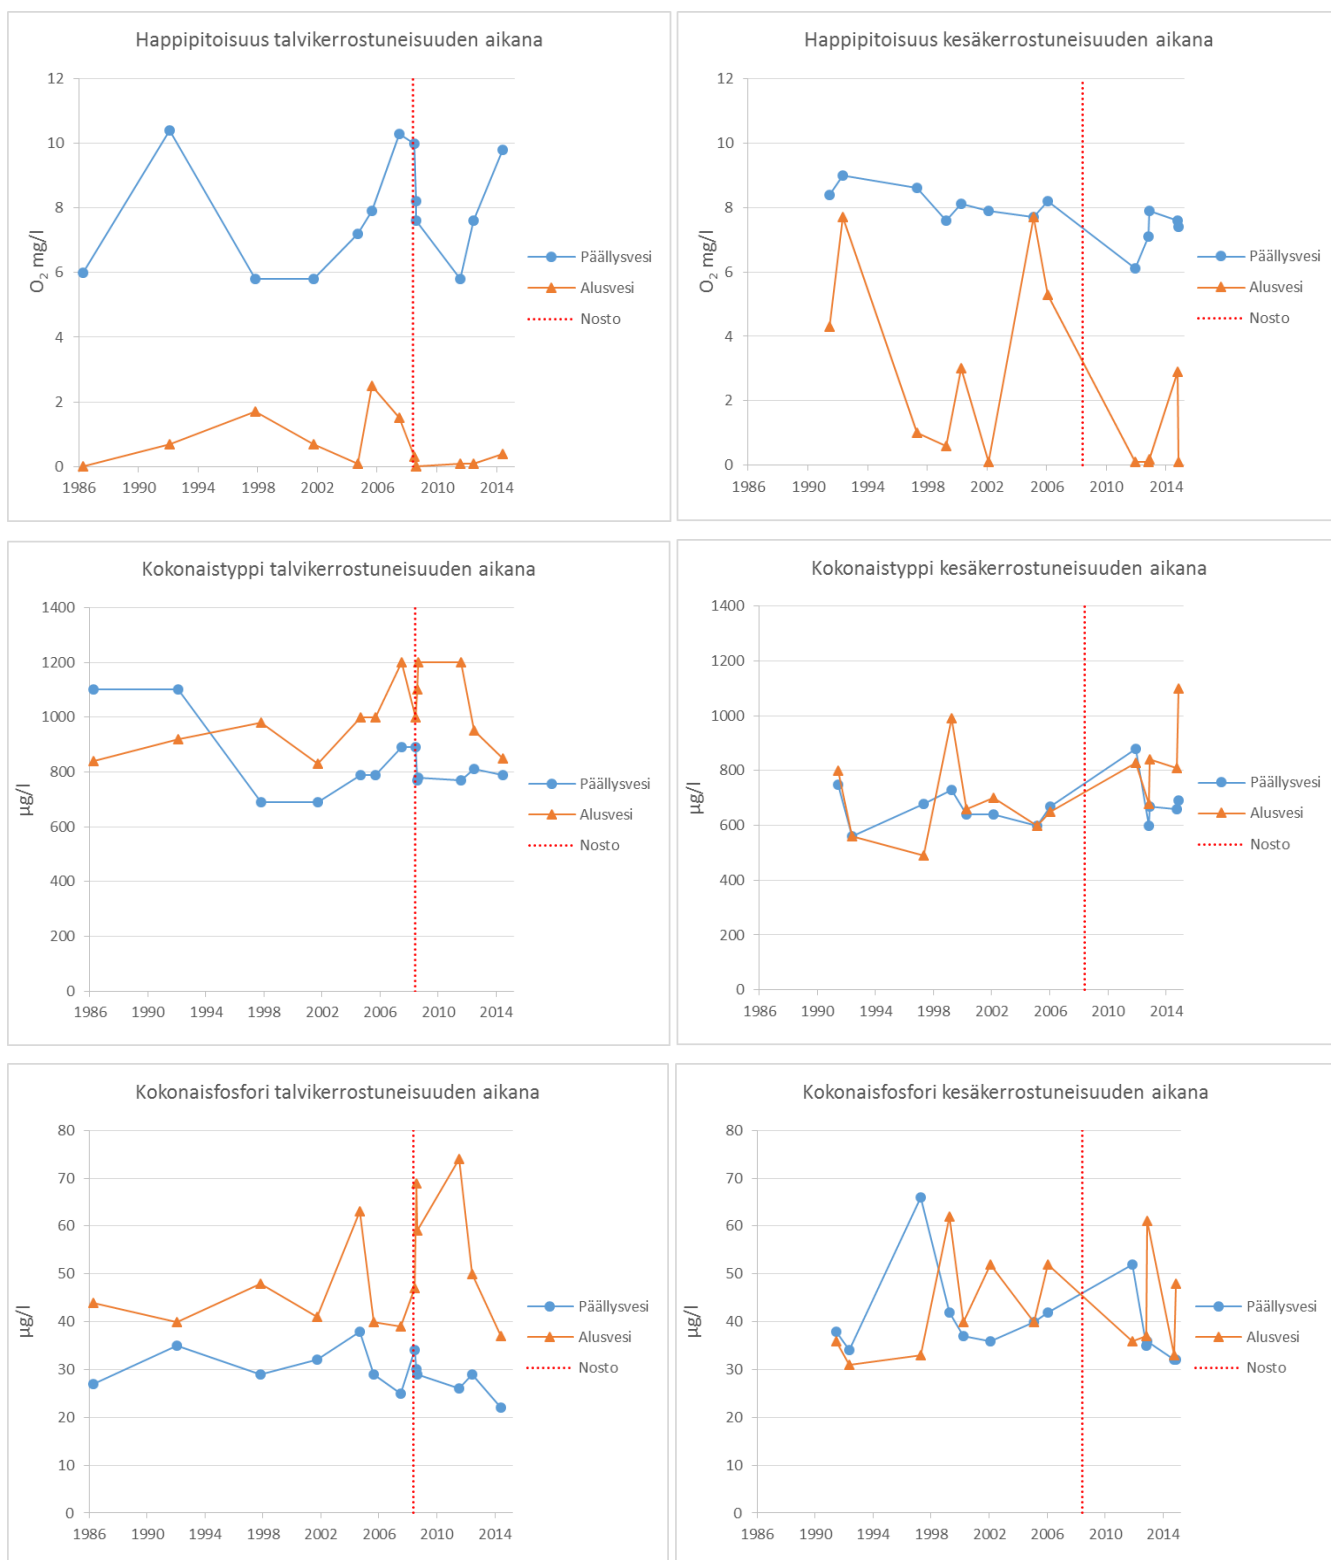 Happipitoisuus talvikerrostuneisuuden aikana
O₂ mg/l
12
10
8
6
4
2
0
1986 1990 1994 1998 2002 2006 2010 2014
Päällysvesi
Alusvesi
Nosto
Happipitoisuus kesäkerrostuneisuuden aikana
O₂ mg/l
12
10
8
6
4
2
0
1986 1990 1994 1998 2002 2006 2010 2014
Päällysvesi
Alusvesi
Nosto
Kokonaistyppi talvikerrostuneisuuden aikana
µg/l
1400
1200
1000
800
600
400
200
0
1986 1990 1994 1998 2002 2006 2010 2014
Päällysvesi
Alusvesi
Nosto
Kokonaistyppi kesäkerrostuneisuuden aikana
µg/l
1400
1200
1000
800
600
400
200
0
1986 1990 1994 1998 2002 2006 2010 2014
Päällysvesi
Alusvesi
Nosto
Kokonaisfosfori talvikerrostuneisuuden aikana
µg/l
80
70
60
50
40
30
20
10
0
1986 1990 1994 1998 2002 2006 2010 2014
Päällysvesi
Alusvesi
Nosto
Kokonaisfosfori kesäkerrostuneisuuden aikana
µg/l
80
70
60
50
40
30
20
10
0
1986 1990 1994 1998 2002 2006 2010 2014
Päällysvesi
Alusvesi
Nosto